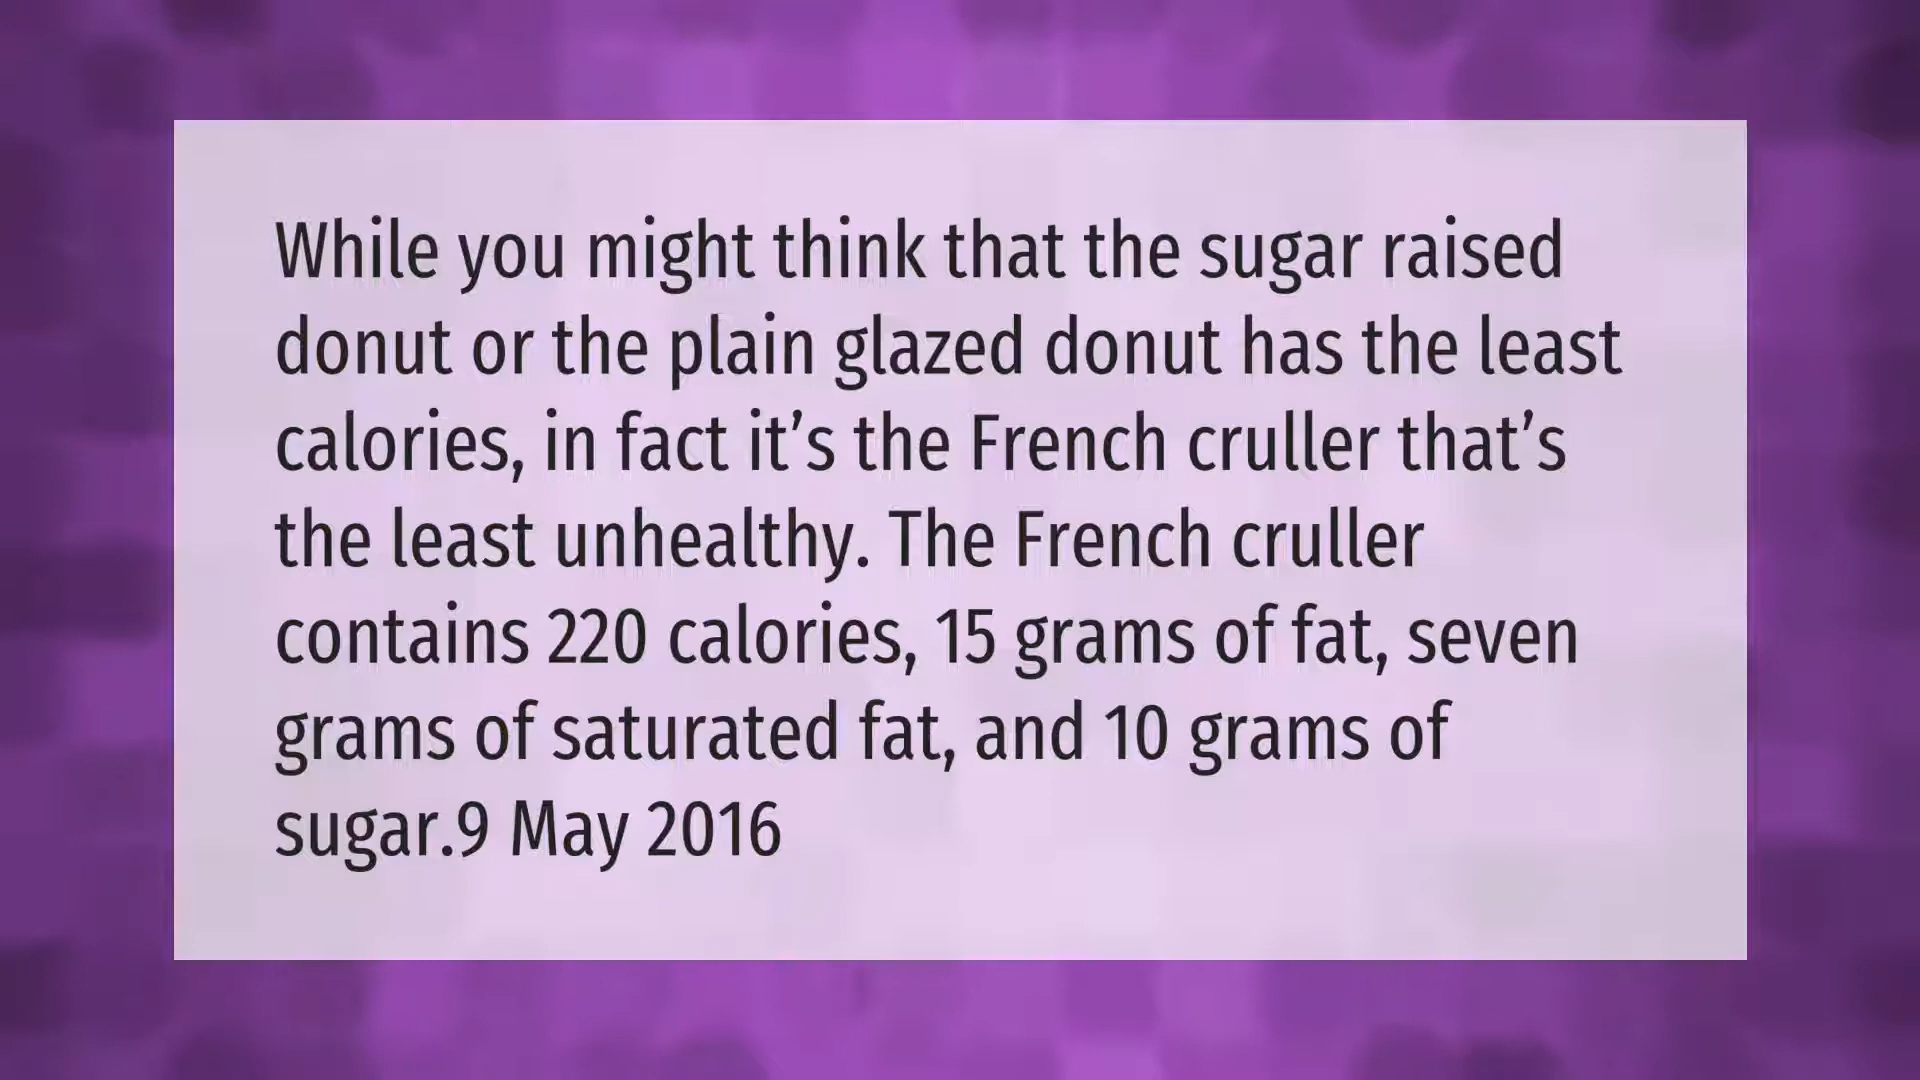 While you might think that the sugar raised
donut or the plain glazed donut has the least
calories, in fact it’s the French cruller that’s
the least unhealthy. The French cruller
contains 220 calories, 15 grams of fat, seven
grams of saturated fat, and 10 grams of
sugar.9 May 2016